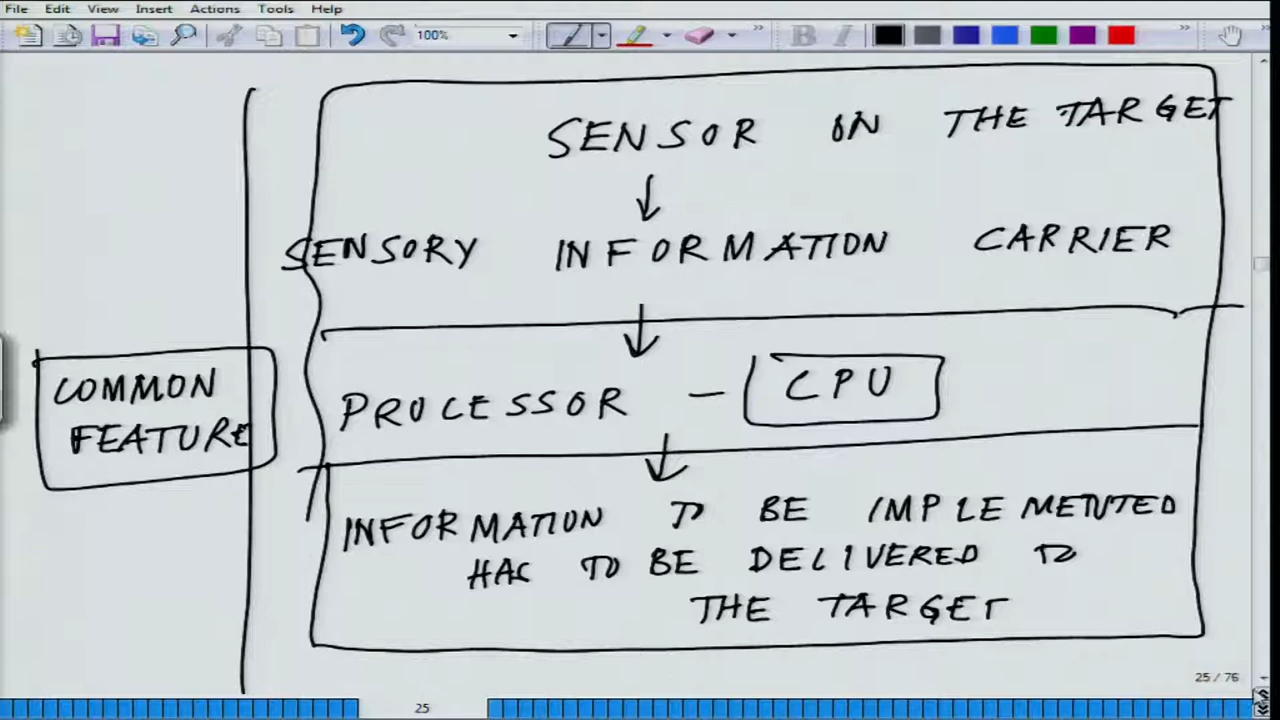 File Edit View Insert Actions Tools Help
100%
SENSOR ON THE TARGET
SENSORY INFORMATION CARRIER
COMMON
FEATURE
PROCESSOR - CPU
INFORMATION TO BE IMPLEMENTED
HAS TO BE DELIVERED TO
THE TARGET
25 / 76
25